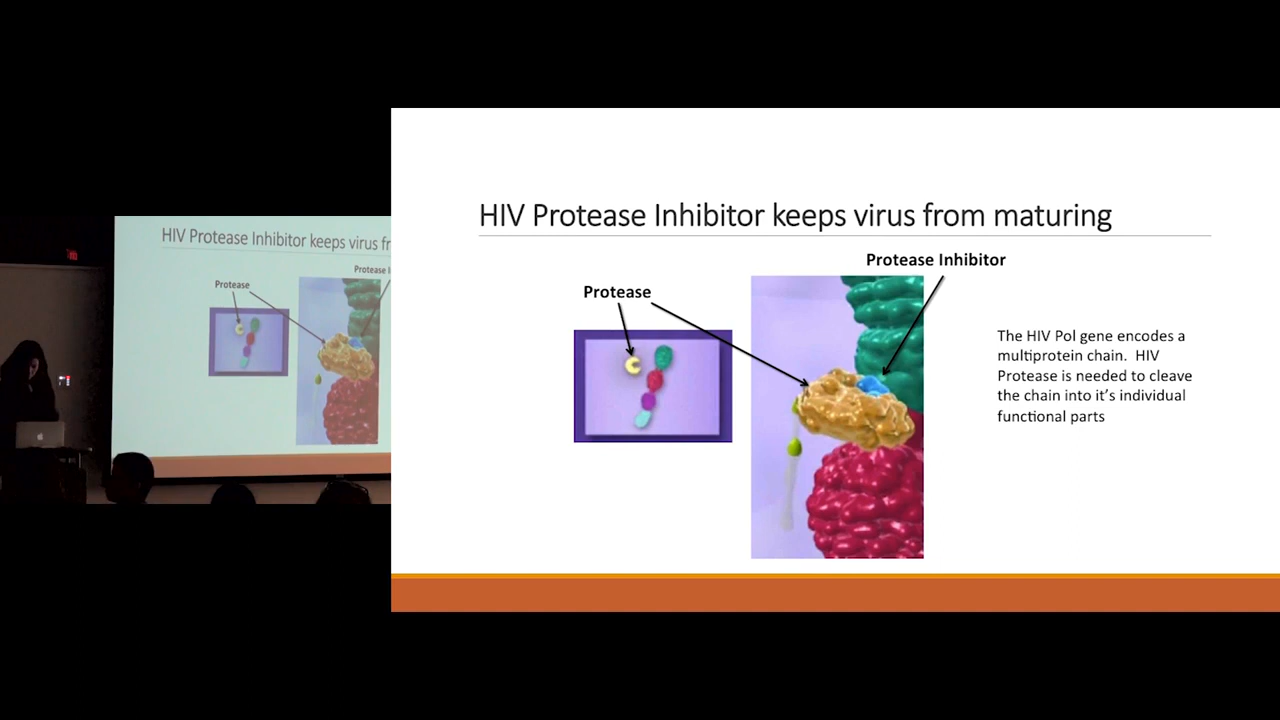 HIV Protease Inhibitor keeps virus fr
Protease I
Protease
HIV Protease Inhibitor keeps virus from maturing
Protease Inhibitor
Protease
The HIV Pol gene encodes a
multiprotein chain.  HIV
Protease is needed to cleave
the chain into it's individual
functional parts